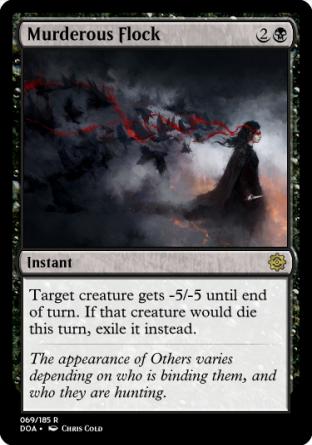 Murderous Flock 2
Instant
Target creature gets -5/-5 until end
of turn. If that creature would die
this turn, exile it instead.
The appearance of Others varies
depending on who is binding them, and
who they are hunting.
069/185 R
DOA • Chris Cold